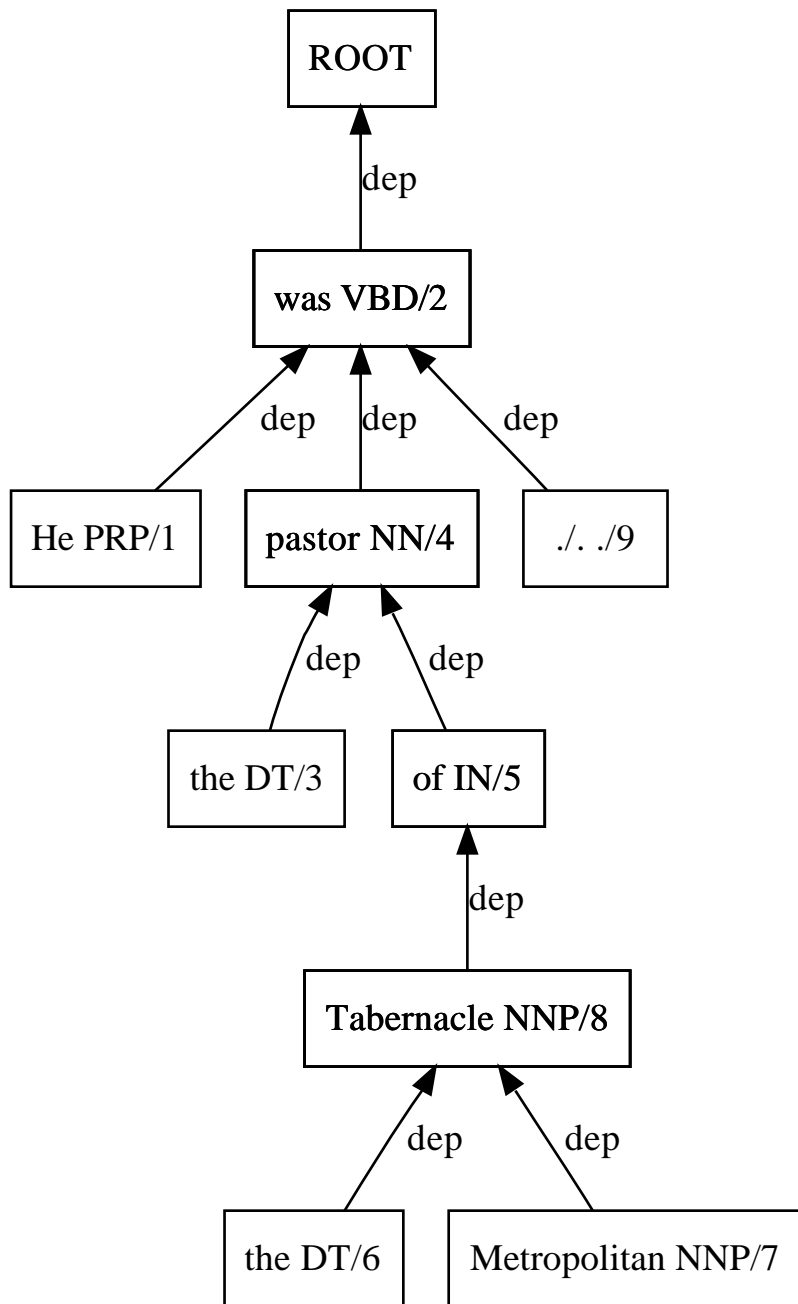 ROOT
dep
was VBD/2
dep dep dep
He PRP/1 pastor NN/4 ./. ./9
dep dep
the DT/3 of IN/5
dep
Tabernacle NNP/8
dep dep
the DT/6 Metropolitan NNP/7